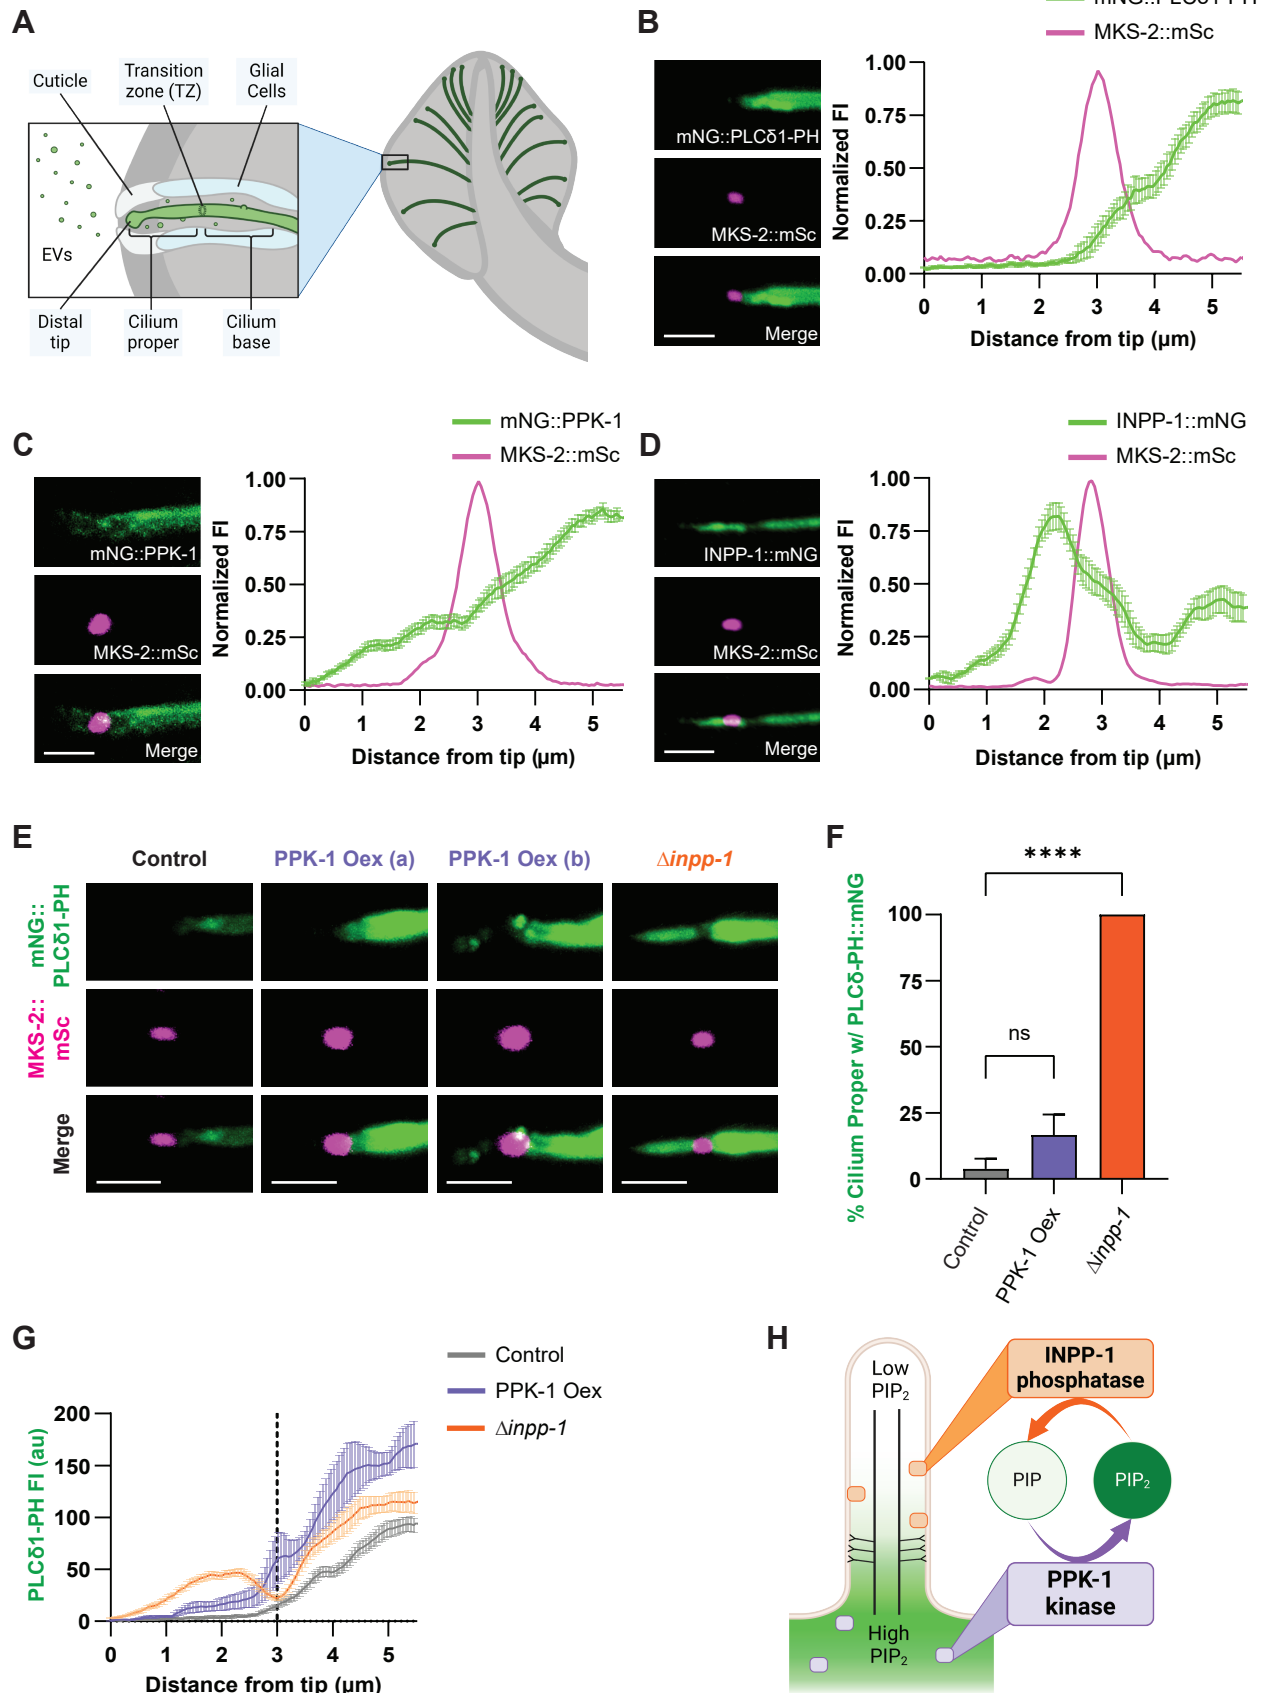 A
Cuticle
Transition
zone (TZ)
Glial
Cells
EVs
Distal
tip
Cilium
proper
Cilium
base
B
mNG::PLCδ1-PH
MKS-2::mSc
mNG::PLCδ1-PH
MKS-2::mSc
Merge
Normalized FI
1.00
0.75
0.50
0.25
0.00
0 1 2 3 4 5
Distance from tip (µm)
C
mNG::PPK-1
MKS-2::mSc
mNG::PPK-1
MKS-2::mSc
Merge
Normalized FI
1.00
0.75
0.50
0.25
0.00
0 1 2 3 4 5
Distance from tip (µm)
D
INPP-1::mNG
MKS-2::mSc
INPP-1::mNG
MKS-2::mSc
Merge
Normalized FI
1.00
0.75
0.50
0.25
0.00
0 1 2 3 4 5
Distance from tip (µm)
E
Control PPK-1 Oex (a) PPK-1 Oex (b) Δinpp-1
mNG::
PLCδ1-PH
MKS-2::
mSc
Merge
F
% Cilium Proper w/ PLCδ-PH::mNG
****
ns
100
75
50
25
0
Control
PPK-1 Oex
Δinpp-1
G
Control
PPK-1 Oex
Δinpp-1
PLCδ1-PH FI (au)
200
150
100
50
0
0 1 2 3 4 5
Distance from tip (µm)
H
Low
PIP₂
High
PIP₂
INPP-1
phosphatase
PIP
PIP₂
PPK-1
kinase